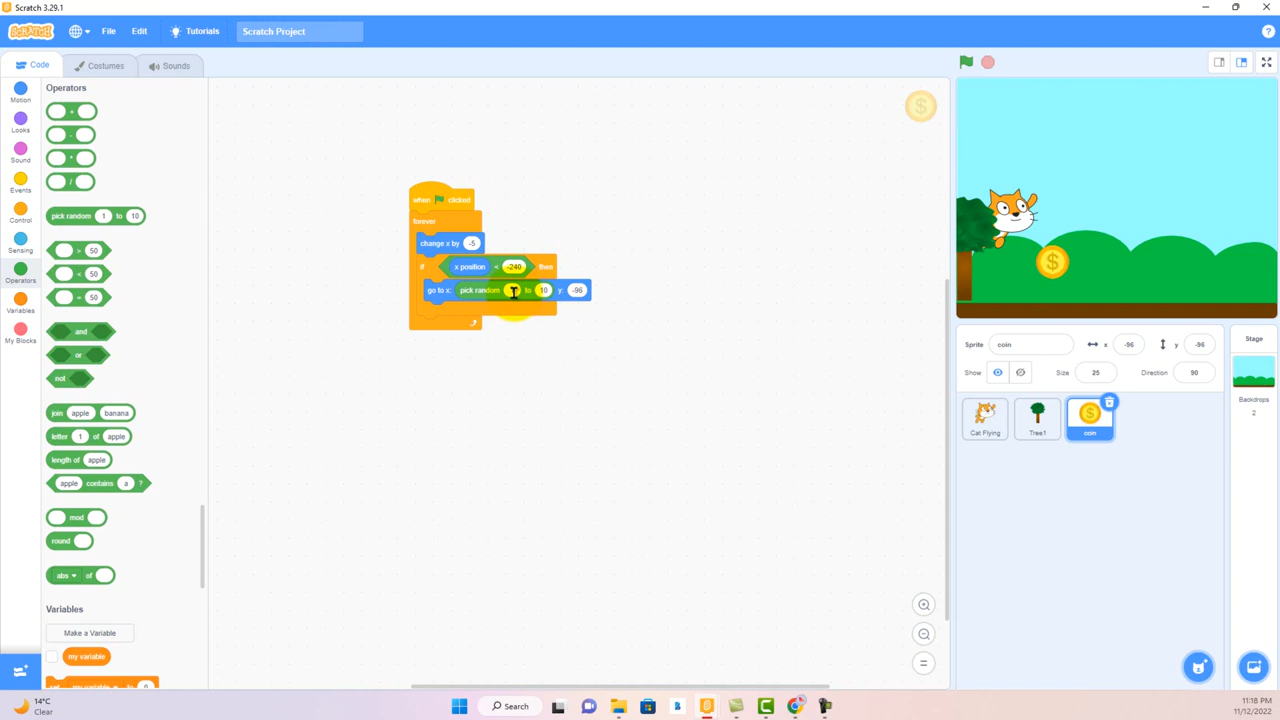 Scratch 3.29.1
SCRATCH File Edit Tutorials Scratch Project
Code Costumes Sounds
Motion
Looks
Sound
Events
Control
Sensing
Operators
Variables
My Blocks
Operators
+
-
*
/
pick random 1 to 10
> 50
< 50
= 50
and
or
not
join apple banana
letter 1 of apple
length of apple
apple contains a ?
mod
round
abs of
Variables
Make a Variable
my variable
set my variable 0
when clicked
forever
change x by -5
if x position < -240 then
go to x: pick random to 10 y: -96
Sprite coin x -96 y -96
Show Size 25 Direction 90
Cat Flying Tree1 coin
Stage
Backdrops
2
14°C
Clear
Search
11:18 PM
11/12/2022